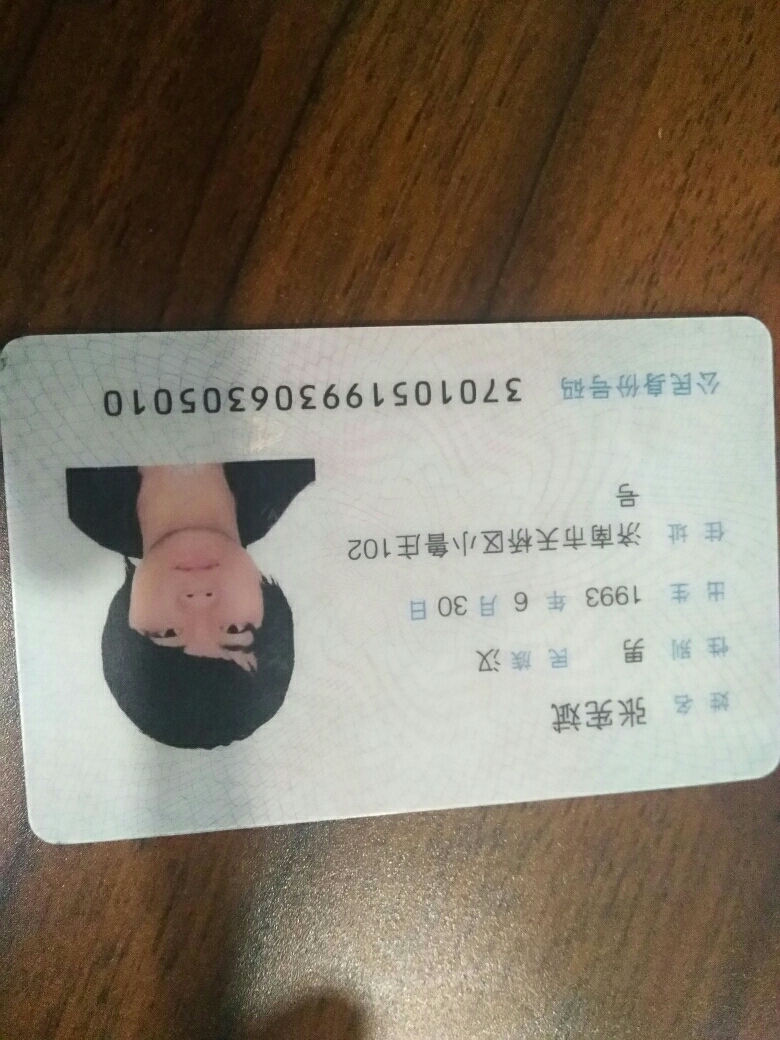 姓名 张宪斌
性别 男 民族 汉
出生 1993 年 6 月 30 日
住址 济南市天桥区小鲁庄102
号
公民身份号码 370105199306305010